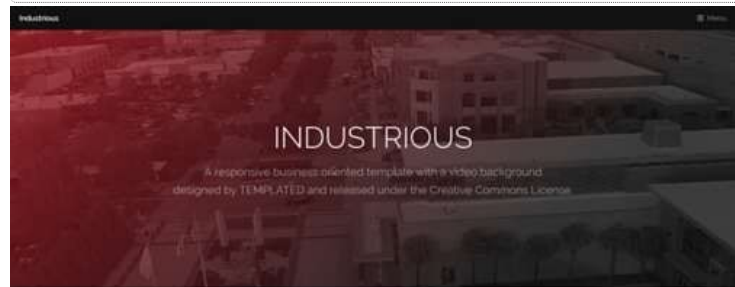 Industrious
Menu
INDUSTRIOUS
A responsive business oriented template with a video background
designed by TEMPLATED and released under the Creative Commons License